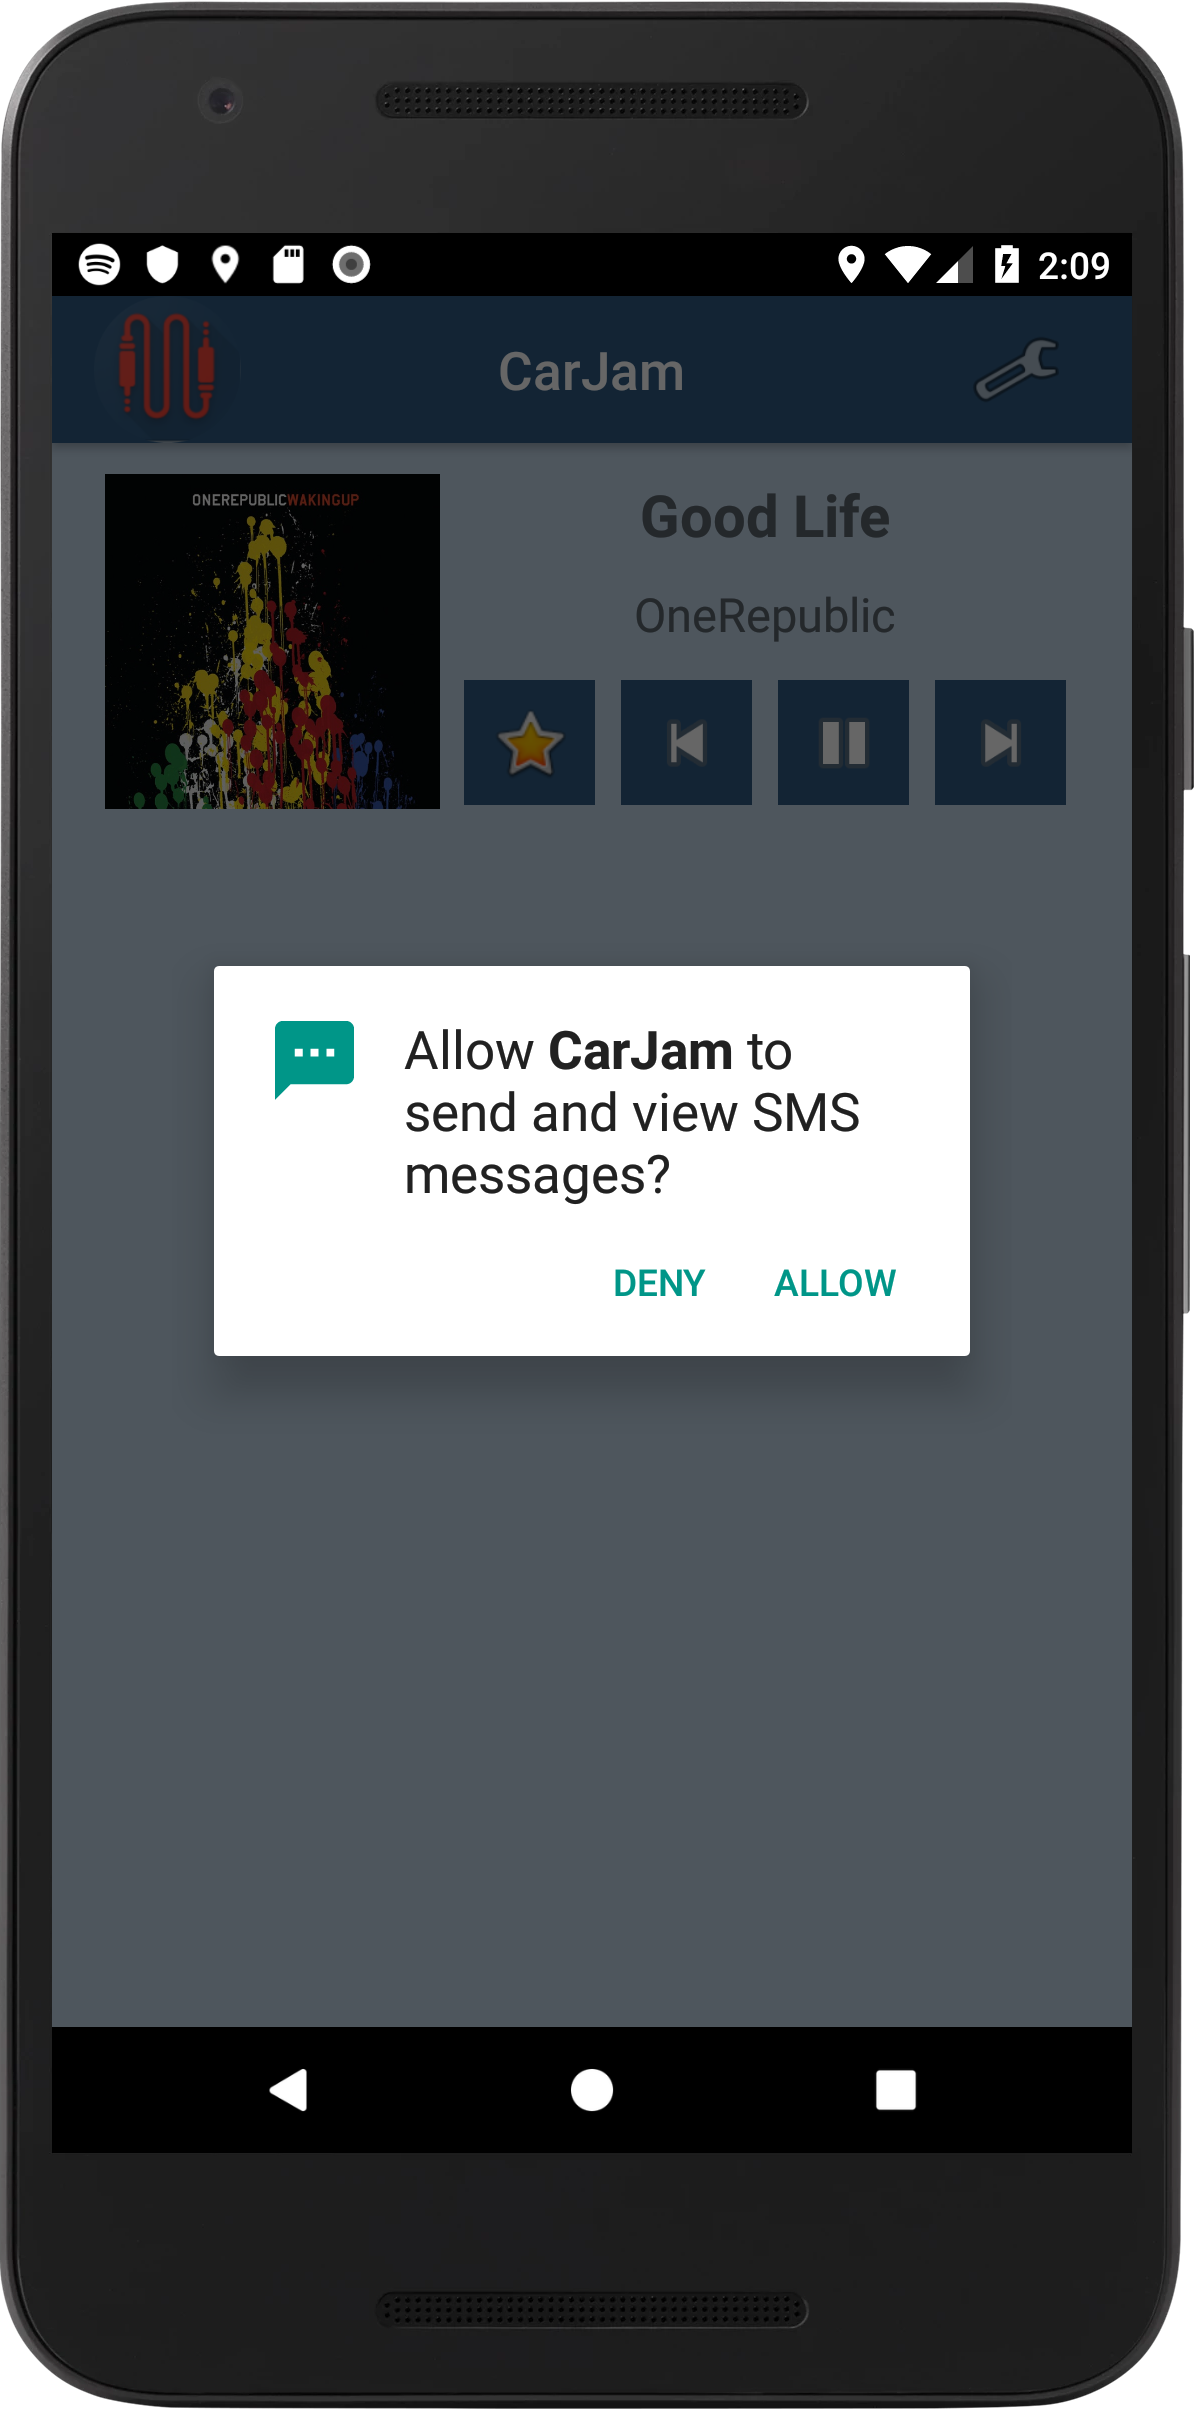 2:09
CarJam
ONEREPUBLICWAKINGUP
Good Life
OneRepublic
Allow CarJam to
send and view SMS
messages?
DENY ALLOW